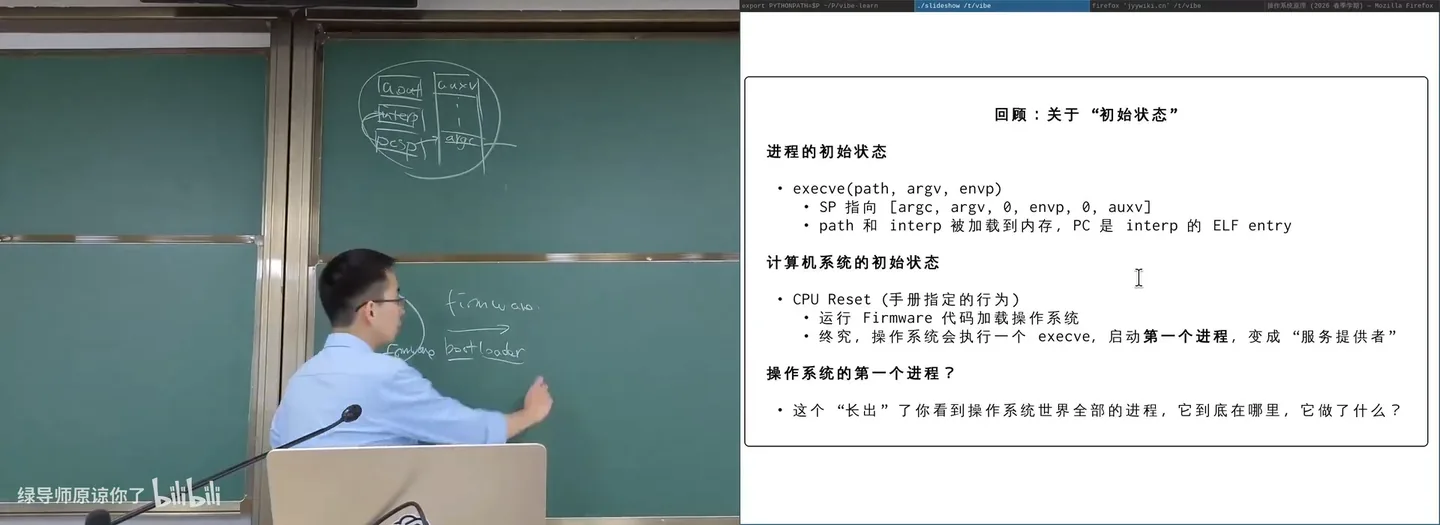 export PYTHONPATH=$P ~/P/vibe-learn
./slideshow /t/vibe
firefox 'jyywiki.cn' /t/vibe
操作系统原理 (2026 春季学期) — Mozilla Firefox
a.out auxv
interp
argc
firmware
Firmware bootloader
绿导师原谅你了 bilibili
回顾：关于 “初始状态”
进程的初始状态
• execve(path, argv, envp)
• SP 指向 [argc, argv, 0, envp, 0, auxv]
• path 和 interp 被加载到内存, PC 是 interp 的 ELF entry
计算机系统的初始状态
• CPU Reset (手册指定的行为)
• 运行 Firmware 代码加载操作系统
• 终究, 操作系统会执行一个 execve, 启动第一个进程, 变成 “服务提供者”
操作系统的第一个进程？
• 这个 “长出” 了你看到操作系统世界全部的进程, 它到底在哪里, 它做了什么？